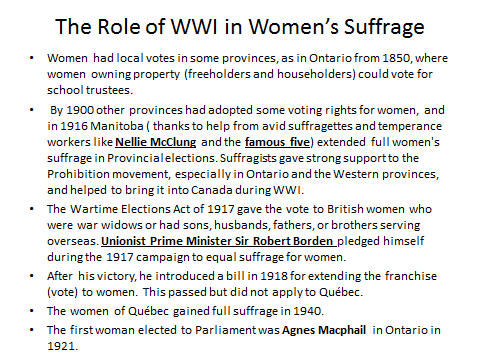 The Role of WWI in Women's Suffrage
• Women had local votes in some provinces, as in Ontario from 1850, where
women owning property (freeholders and householders) could vote for
school trustees.
• By 1900 other provinces had adopted some voting rights for women, and
in 1916 Manitoba ( thanks to help from avid suffragettes and temperance
workers like Nellie McClung and the famous five) extended full women's
suffrage in Provincial elections. Suffragists gave strong support to the
Prohibition movement, especially in Ontario and the Western provinces,
and helped to bring it into Canada during WWI.
• The Wartime Elections Act of 1917 gave the vote to British women who
were war widows or had sons, husbands, fathers, or brothers serving
overseas. Unionist Prime Minister Sir Robert Borden pledged himself
during the 1917 campaign to equal suffrage for women.
• After his victory, he introduced a bill in 1918 for extending the franchise
(vote) to women. This passed but did not apply to Québec.
• The women of Québec gained full suffrage in 1940.
• The first woman elected to Parliament was Agnes Macphail in Ontario in
1921.